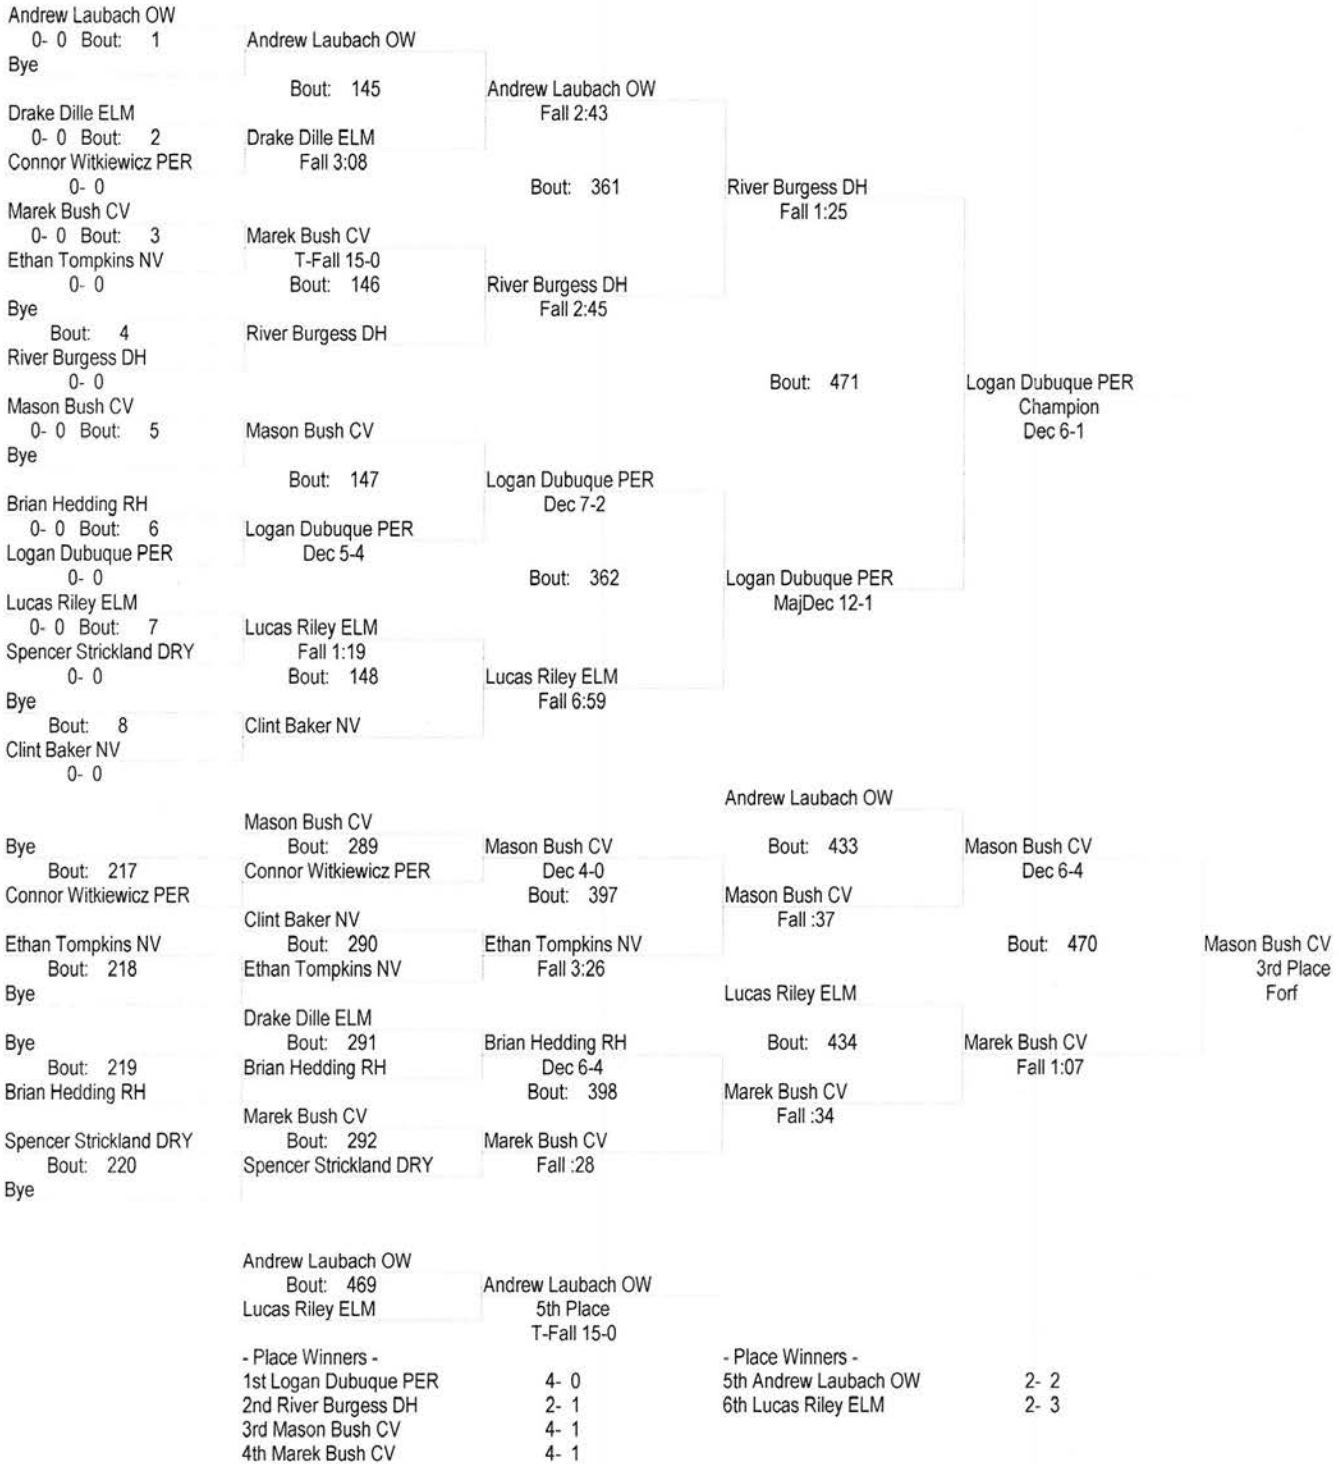 Andrew Laubach OW
0- 0 Bout: 1
Bye
Drake Dille ELM
0- 0 Bout: 2
Connor Witkiewicz PER
0- 0
Marek Bush CV
0- 0 Bout: 3
Ethan Tompkins NV
0- 0
Bye
Bout: 4
River Burgess DH
0- 0
Mason Bush CV
0- 0 Bout: 5
Bye
Brian Hedding RH
0- 0 Bout: 6
Logan Dubuque PER
0- 0
Lucas Riley ELM
0- 0 Bout: 7
Spencer Strickland DRY
0- 0
Bye
Bout: 8
Clint Baker NV
0- 0
Andrew Laubach OW
Bout: 145
Drake Dille ELM
Fall 3:08
Marek Bush CV
T-Fall 15-0
Bout: 146
River Burgess DH
Mason Bush CV
Bout: 147
Logan Dubuque PER
Dec 5-4
Lucas Riley ELM
Fall 1:19
Bout: 148
Clint Baker NV
Andrew Laubach OW
Fall 2:43
Bout: 361
River Burgess DH
Fall 2:45
Logan Dubuque PER
Dec 7-2
Bout: 362
Lucas Riley ELM
Fall 6:59
River Burgess DH
Fall 1:25
Bout: 471
Logan Dubuque PER
MajDec 12-1
Logan Dubuque PER
Champion
Dec 6-1
Bye
Bout: 217
Connor Witkiewicz PER
Ethan Tompkins NV
Bout: 218
Bye
Bye
Bout: 219
Brian Hedding RH
Spencer Strickland DRY
Bout: 220
Bye
Mason Bush CV
Bout: 289
Connor Witkiewicz PER
Clint Baker NV
Bout: 290
Ethan Tompkins NV
Drake Dille ELM
Bout: 291
Brian Hedding RH
Marek Bush CV
Bout: 292
Spencer Strickland DRY
Mason Bush CV
Dec 4-0
Bout: 397
Ethan Tompkins NV
Fall 3:26
Brian Hedding RH
Dec 6-4
Bout: 398
Marek Bush CV
Fall :28
Andrew Laubach OW
Bout: 433
Mason Bush CV
Fall :37
Lucas Riley ELM
Bout: 434
Marek Bush CV
Fall :34
Mason Bush CV
Dec 6-4
Bout: 470
Marek Bush CV
Fall 1:07
Mason Bush CV
3rd Place
Forf
Andrew Laubach OW
Bout: 469
Lucas Riley ELM
Andrew Laubach OW
5th Place
T-Fall 15-0
- Place Winners -
1st Logan Dubuque PER 4- 0
2nd River Burgess DH 2- 1
3rd Mason Bush CV 4- 1
4th Marek Bush CV 4- 1
- Place Winners -
5th Andrew Laubach OW 2- 2
6th Lucas Riley ELM 2- 3